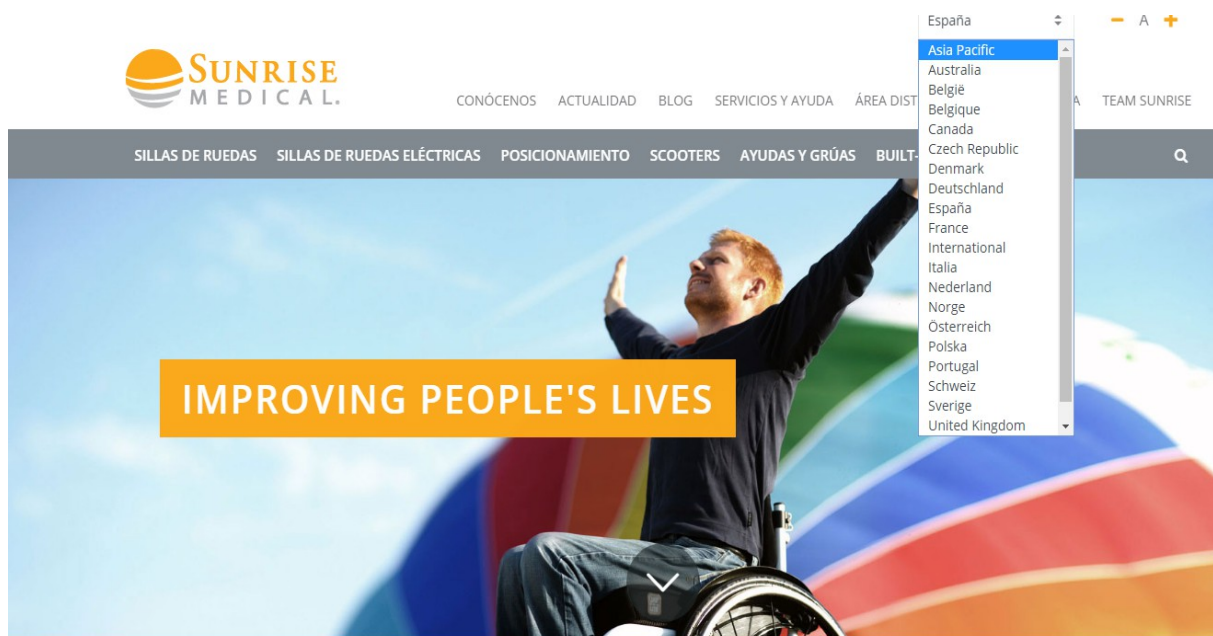 España
A
SUNRISE
MEDICAL.
CONÓCENOS ACTUALIDAD BLOG SERVICIOS Y AYUDA ÁREA TEAM SUNRISE
SILLAS DE RUEDAS SILLAS DE RUEDAS ELÉCTRICAS POSICIONAMIENTO SCOOTERS AYUDAS Y GRÚAS
Asia Pacific
Australia
België
Belgique
Canada
Czech Republic
Denmark
Deutschland
España
France
International
Italia
Nederland
Norge
Österreich
Polska
Portugal
Schweiz
Sverige
United Kingdom
IMPROVING PEOPLE'S LIVES